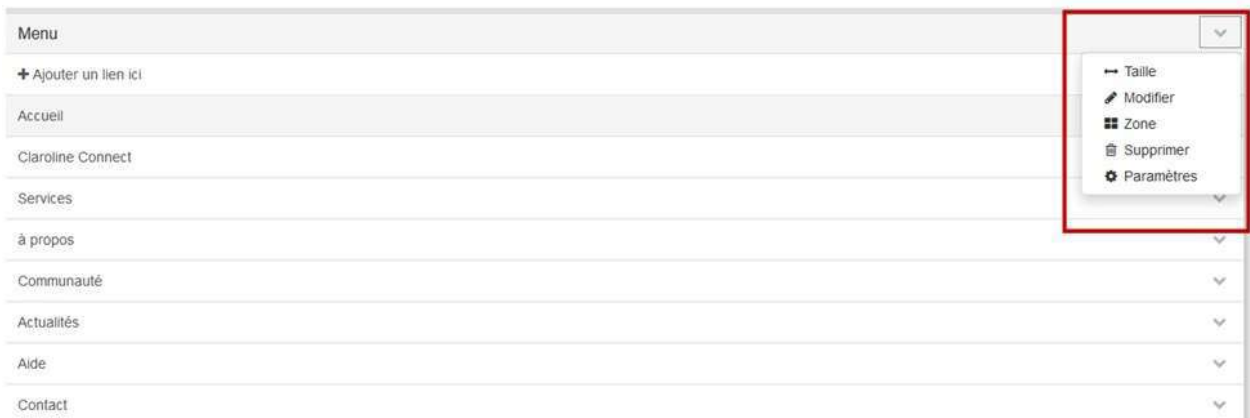 Menu
Ajouter un lien ici
Accueil
Claroline Connect
Services
à propos
Communauté
Actualités
Aide
Contact
Taille
Modifier
Zone
Supprimer
Paramètres